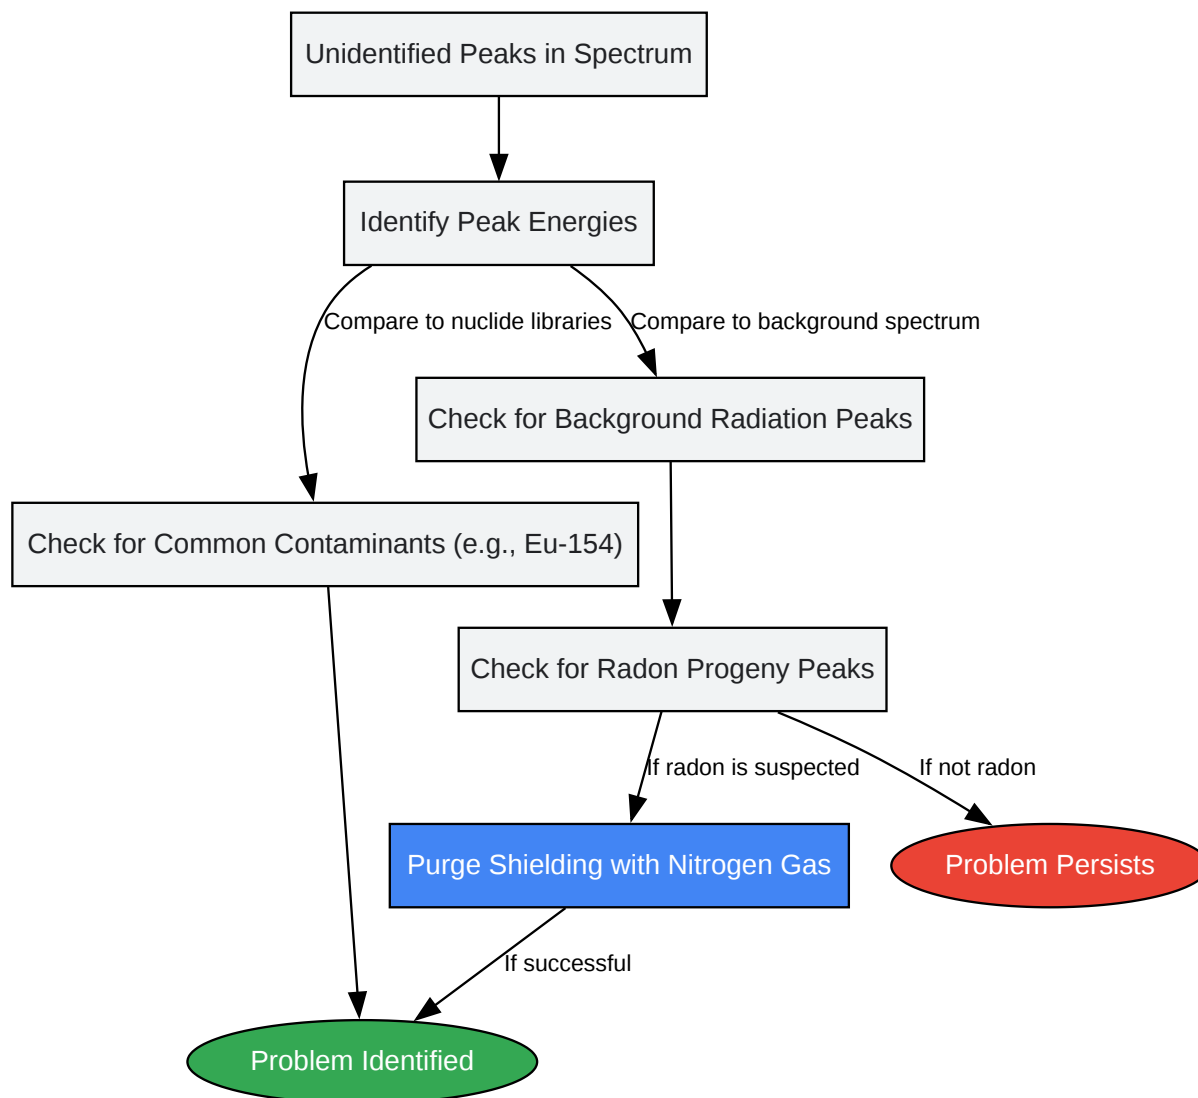 Unidentified Peaks in Spectrum
Identify Peak Energies
Compare to nuclide libraries
Compare to background spectrum
Check for Background Radiation Peaks
Check for Common Contaminants (e.g., Eu-154)
Check for Radon Progeny Peaks
If radon is suspected
If not radon
Purge Shielding with Nitrogen Gas
Problem Persists
If successful
Problem Identified